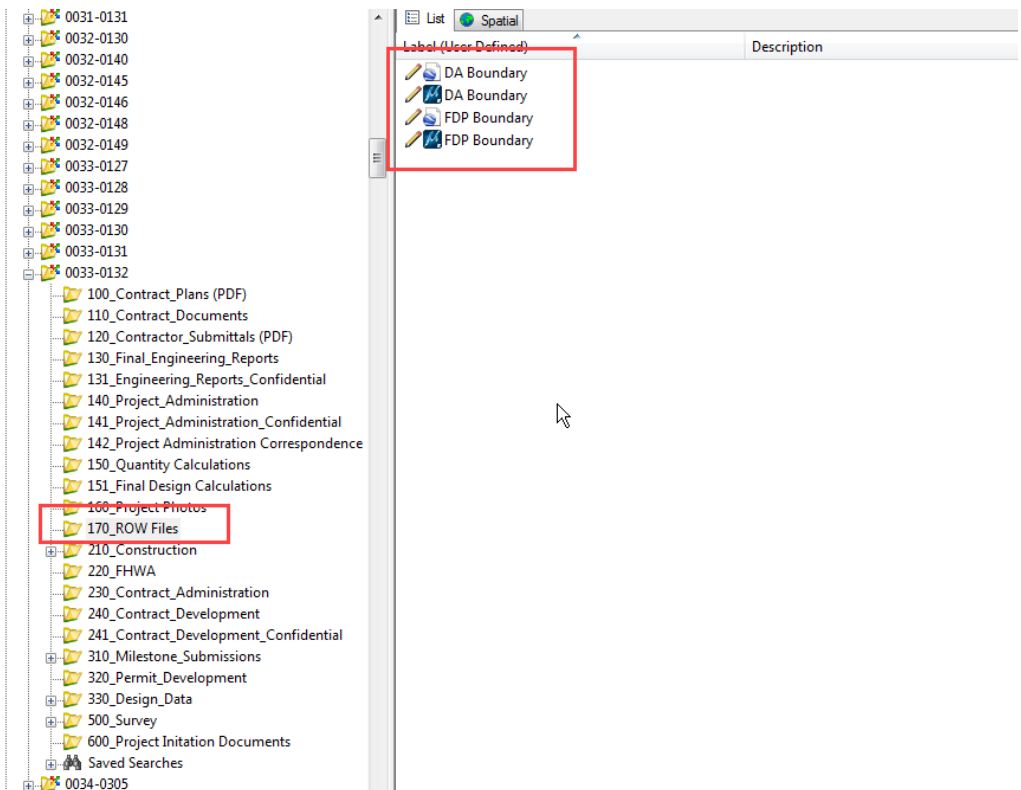 0031-0131
0032-0130
0032-0140
0032-0145
0032-0146
0032-0148
0032-0149
0033-0127
0033-0128
0033-0129
0033-0130
0033-0131
0033-0132
100_Contract_Plans (PDF)
110_Contract_Documents
120_Contractor_Submittals (PDF)
130_Final_Engineering_Reports
131_Engineering_Reports_Confidential
140_Project_Administration
141_Project_Administration_Confidential
142_Project Administration Correspondence
150_Quantity Calculations
151_Final Design Calculations
160_Project Photos
170_ROW Files
210_Construction
220_FHWA
230_Contract_Administration
240_Contract_Development
241_Contract_Development_Confidential
310_Milestone_Submissions
320_Permit_Development
330_Design_Data
500_Survey
600_Project Initation Documents
Saved Searches
0034-0305
List Spatial
Label (User Defined) Description
DA Boundary
DA Boundary
FDP Boundary
FDP Boundary